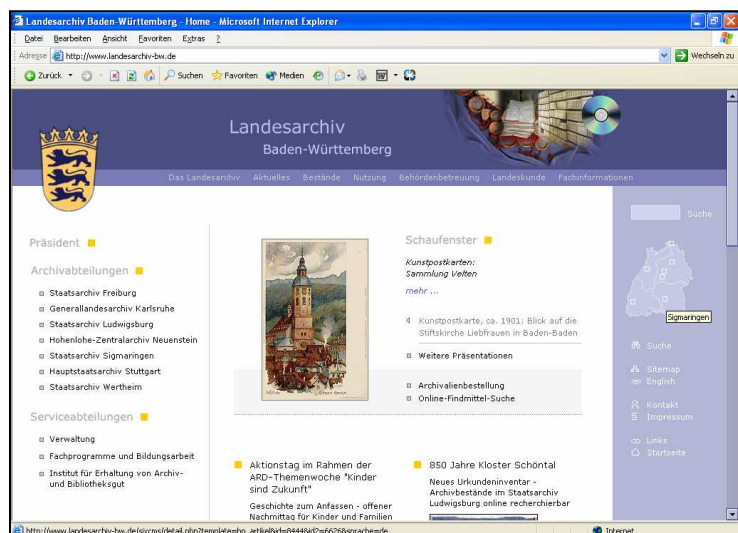 Landesarchiv Baden-Württemberg - Home - Microsoft Internet Explorer
Datei Bearbeiten Ansicht Favoriten Extras ?
Adresse http://www.landesarchiv-bw.de Wechseln zu
Zurück Suchen Favoriten Medien
Landesarchiv
Baden-Württemberg
Das Landesarchiv Aktuelles Bestände Nutzung Behördenbetreuung Landeskunde Fachinformationen
Präsident
Archivabteilungen
Staatsarchiv Freiburg
Generallandesarchiv Karlsruhe
Staatsarchiv Ludwigsburg
Hohenlohe-Zentralarchiv Neuenstein
Staatsarchiv Sigmaringen
Hauptstaatsarchiv Stuttgart
Staatsarchiv Wertheim
Serviceabteilungen
Verwaltung
Fachprogramme und Bildungsarbeit
Institut für Erhaltung von Archiv-
und Bibliotheksgut
Schaufenster
Kunstpostkarten:
Sammlung Velten
mehr ...
Kunstpostkarte, ca. 1901: Blick auf die
Stiftskirche Liebfrauen in Baden-Baden
Weitere Präsentationen
Archivalienbestellung
Online-Findmittel-Suche
Aktionstag im Rahmen der
ARD-Themenwoche "Kinder
sind Zukunft"
Geschichte zum Anfassen - offener
Nachmittag für Kinder und Familien
850 Jahre Kloster Schöntal
Neues Urkundeninventar -
Archivbestände im Staatsarchiv
Ludwigsburg online recherchierbar
Suche
Sigmaringen
Suche
Sitemap
English
Kontakt
§ Impressum
Links
Startseite
Internet